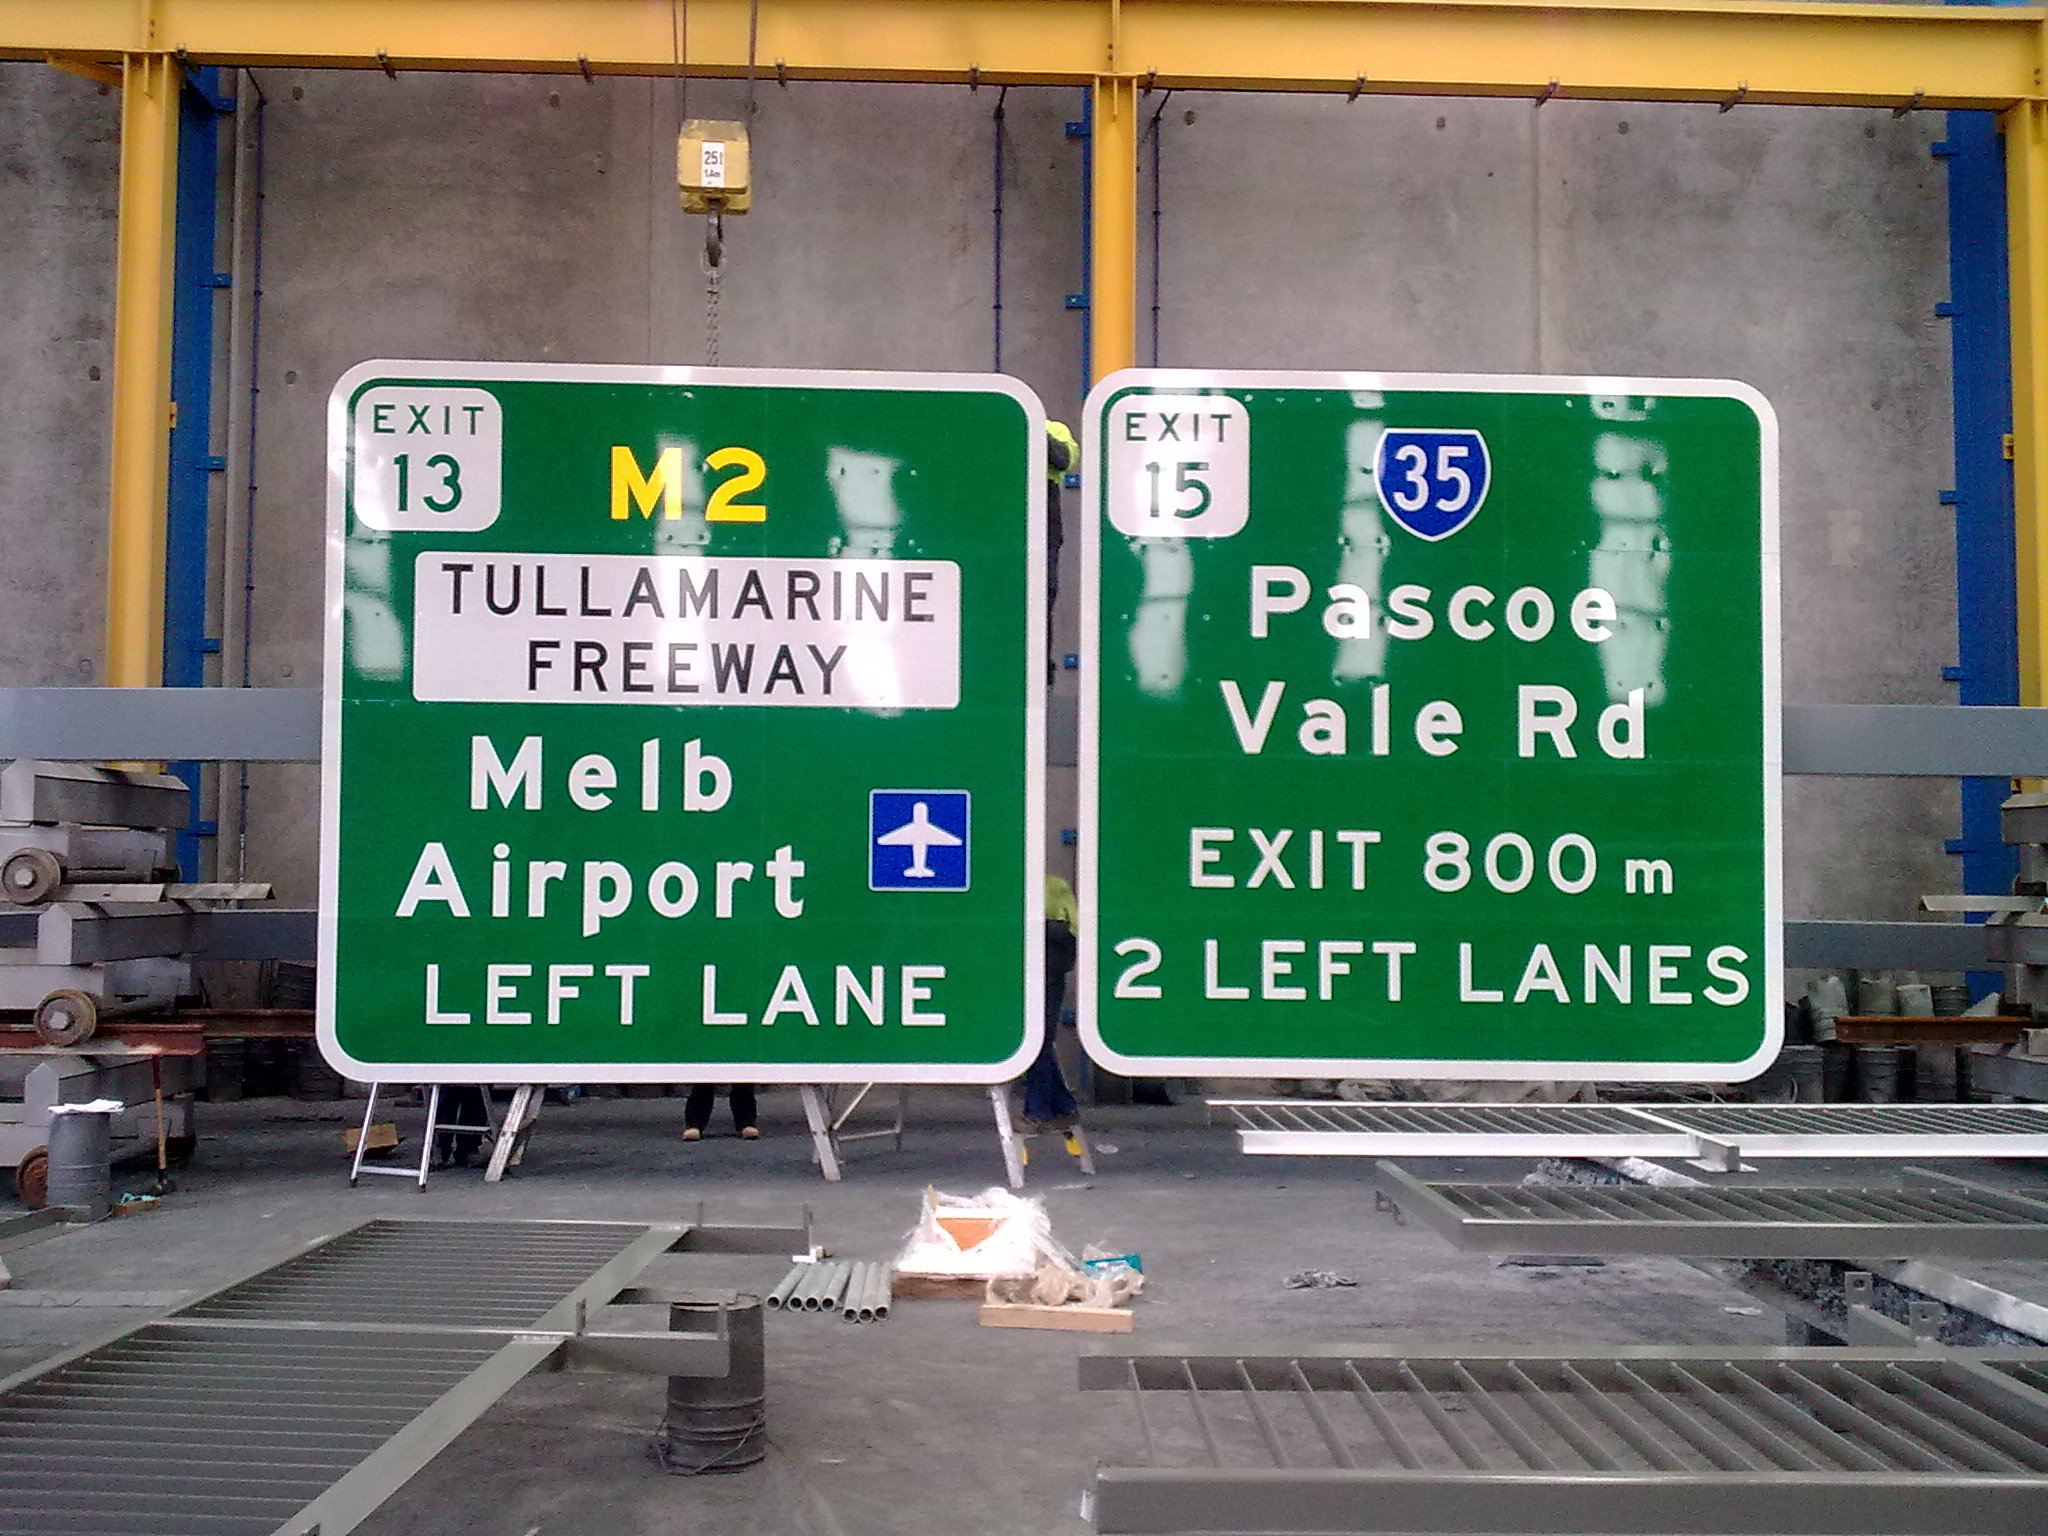 25t
EXIT
13
M2
TULLAMARINE
FREEWAY
Melb
Airport
LEFT LANE
EXIT
15
35
Pascoe
Vale Rd
EXIT 800 m
2 LEFT LANES